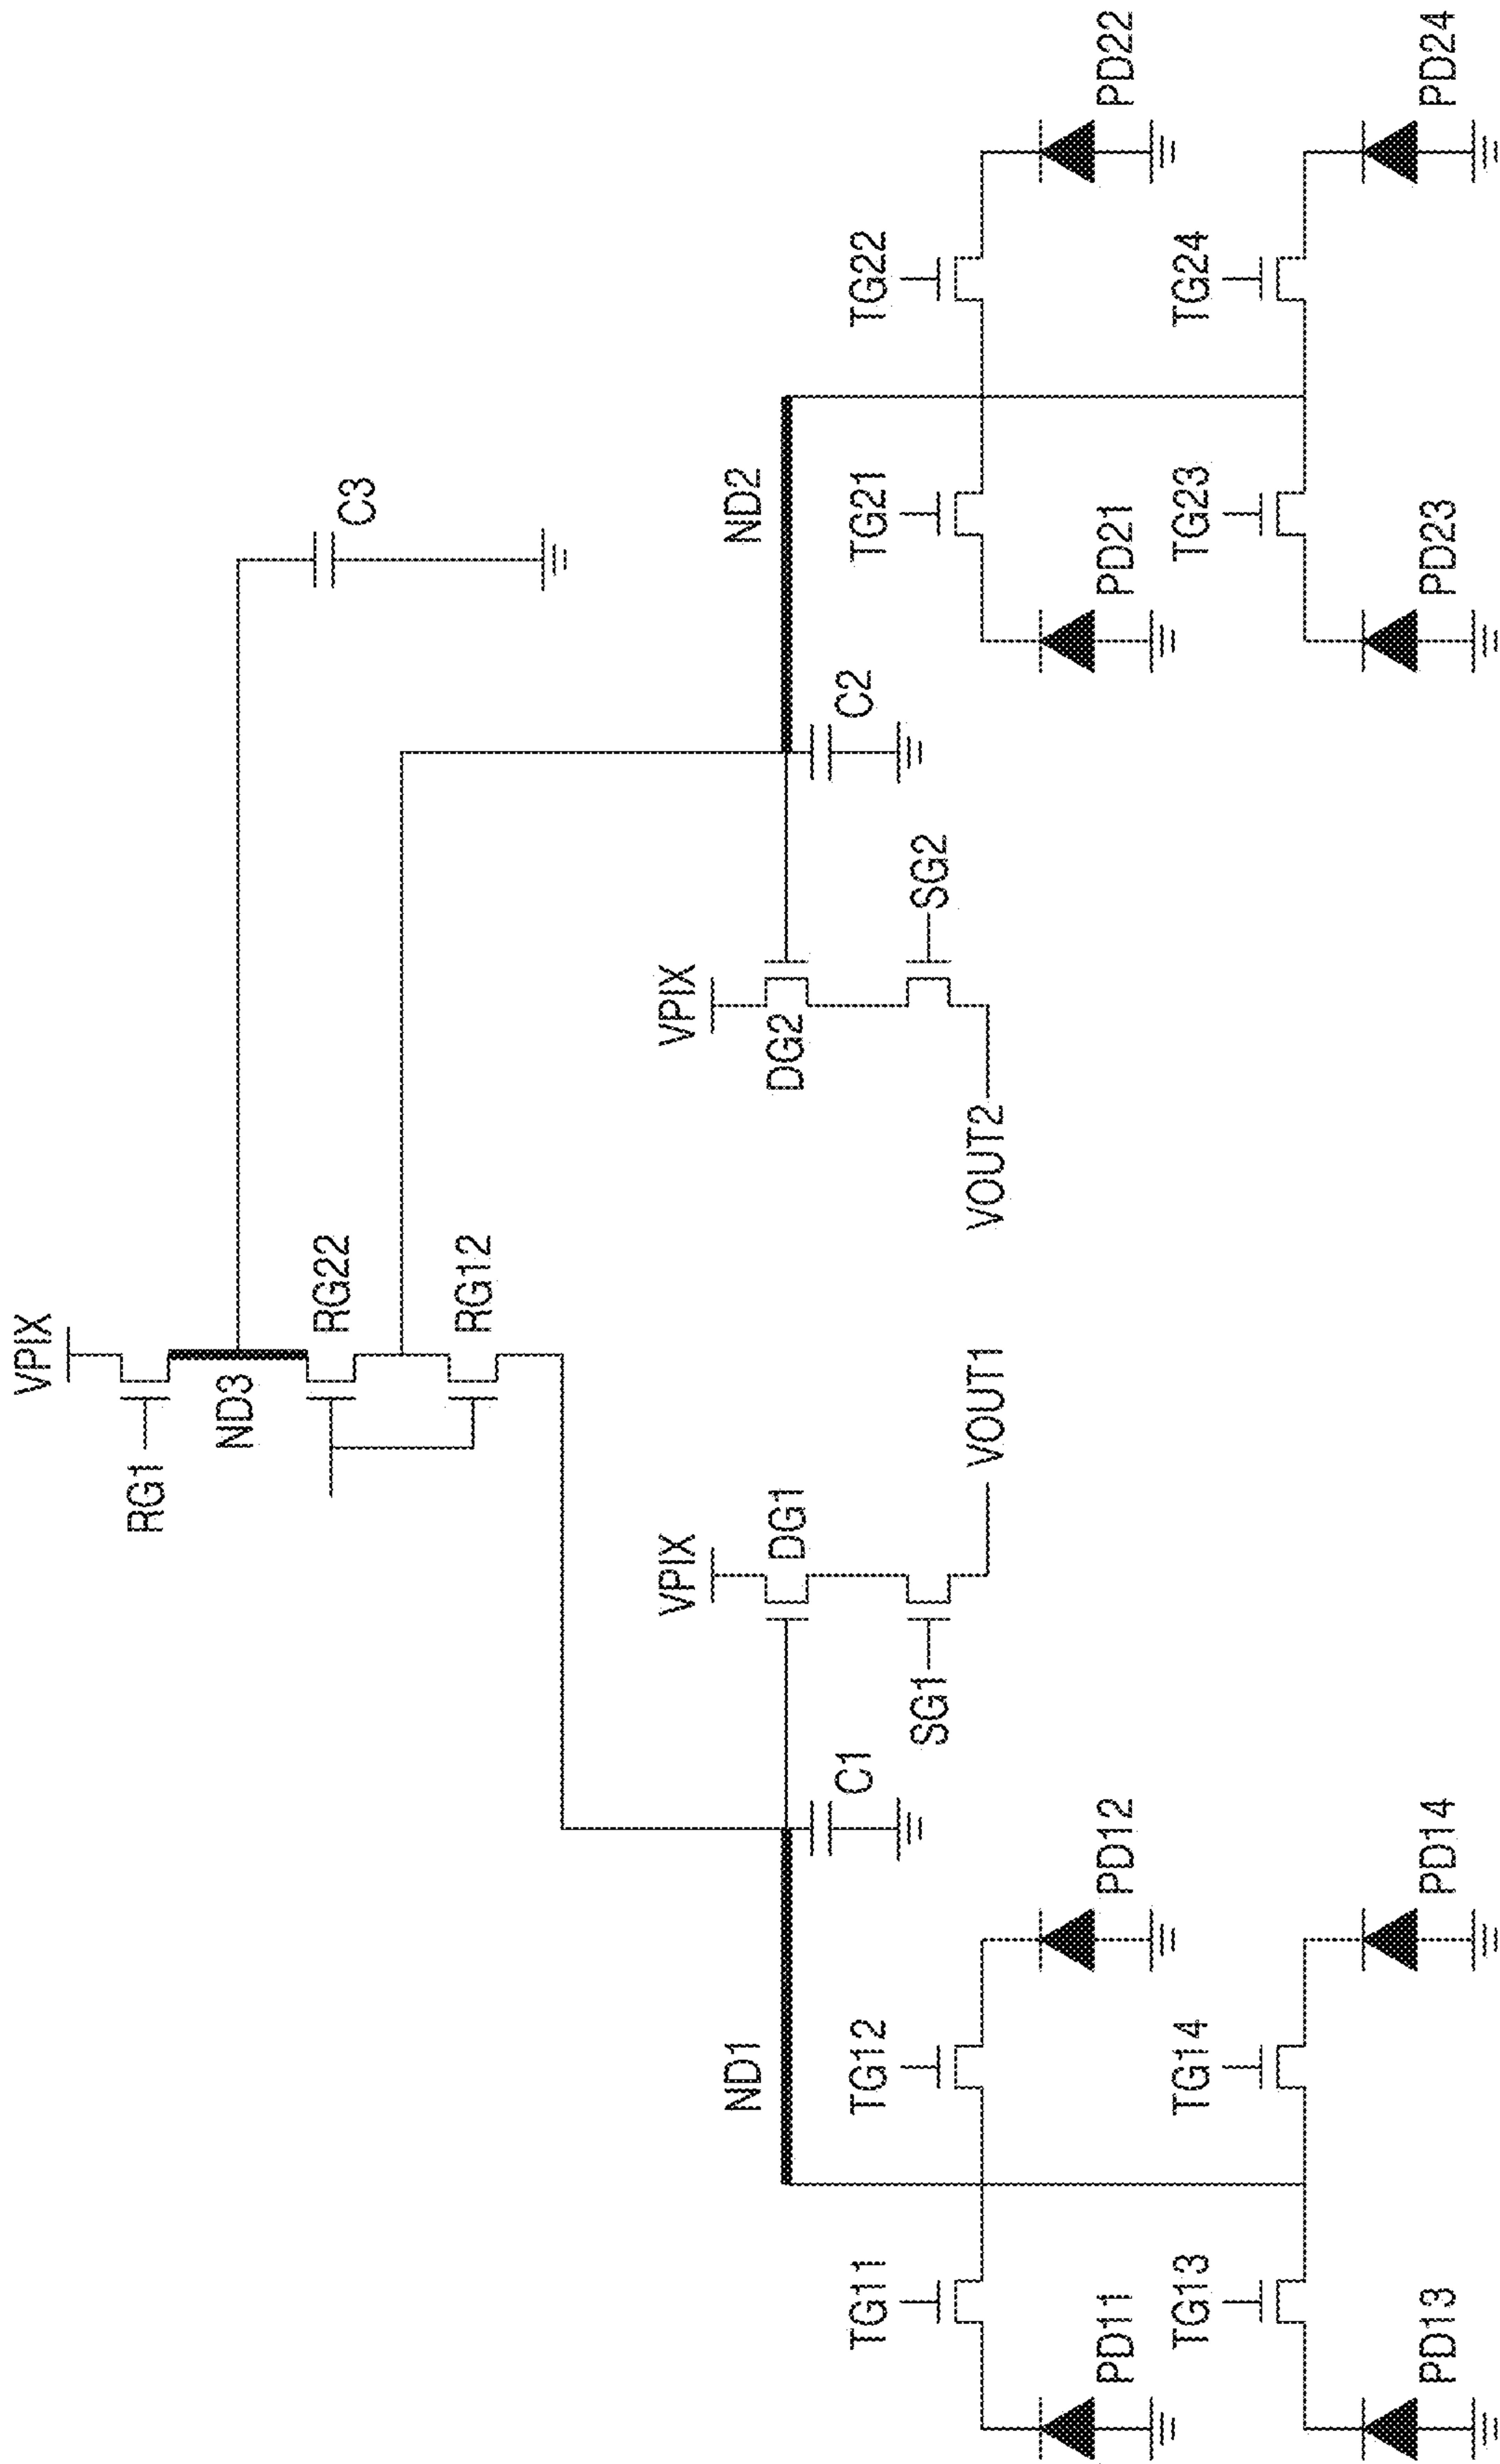 VPIX
RG1
ND3
RG22
RG12
C3
VPIX
DG1
SG1
VOUT1
C1
ND1
VPIX
DG2
SG2
VOUT2
C2
ND2
TG11
TG12
PD11
PD12
TG13
TG14
PD13
PD14
TG21
TG22
PD21
PD22
TG23
TG24
PD23
PD24